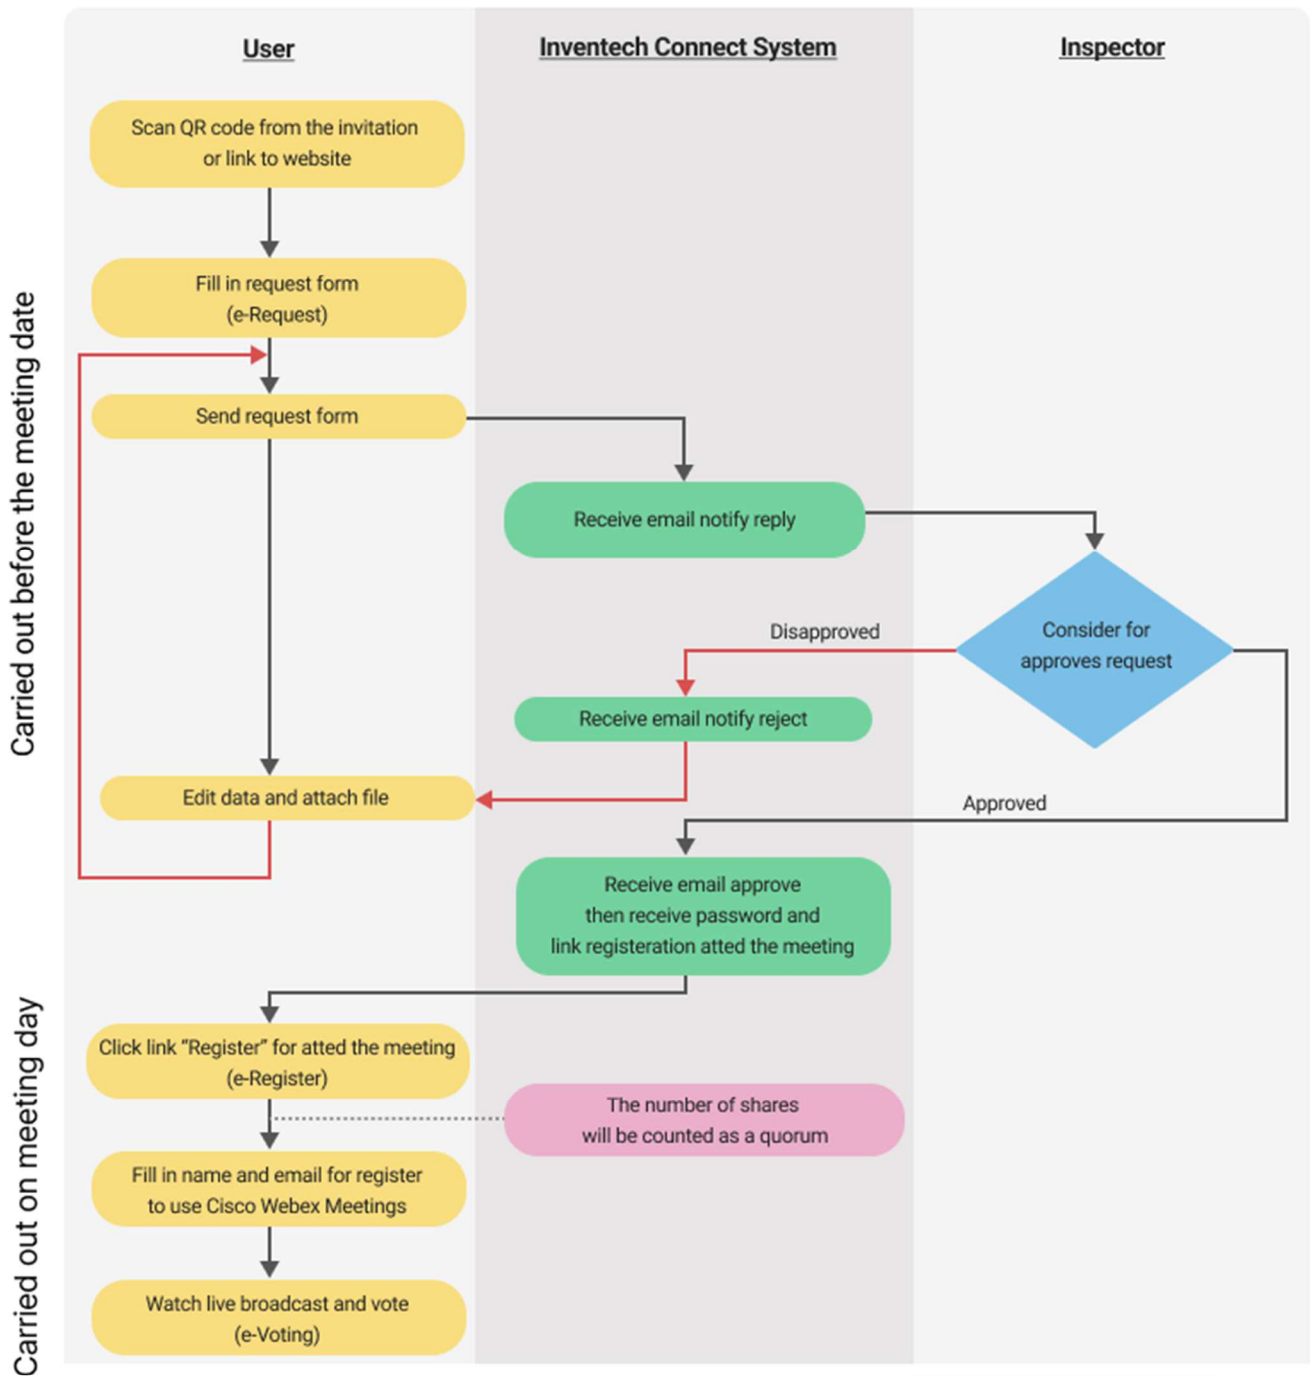 User
Inventech Connect System
Inspector
Carried out before the meeting date
Scan QR code from the invitation
or link to website
Fill in request form
(e-Request)
Send request form
Receive email notify reply
Consider for
approves request
Disapproved
Receive email notify reject
Edit data and attach file
Approved
Receive email approve
then receive password and
link registeration atted the meeting
Carried out on meeting day
Click link “Register” for atted the meeting
(e-Register)
The number of shares
will be counted as a quorum
Fill in name and email for register
to use Cisco Webex Meetings
Watch live broadcast and vote
(e-Voting)